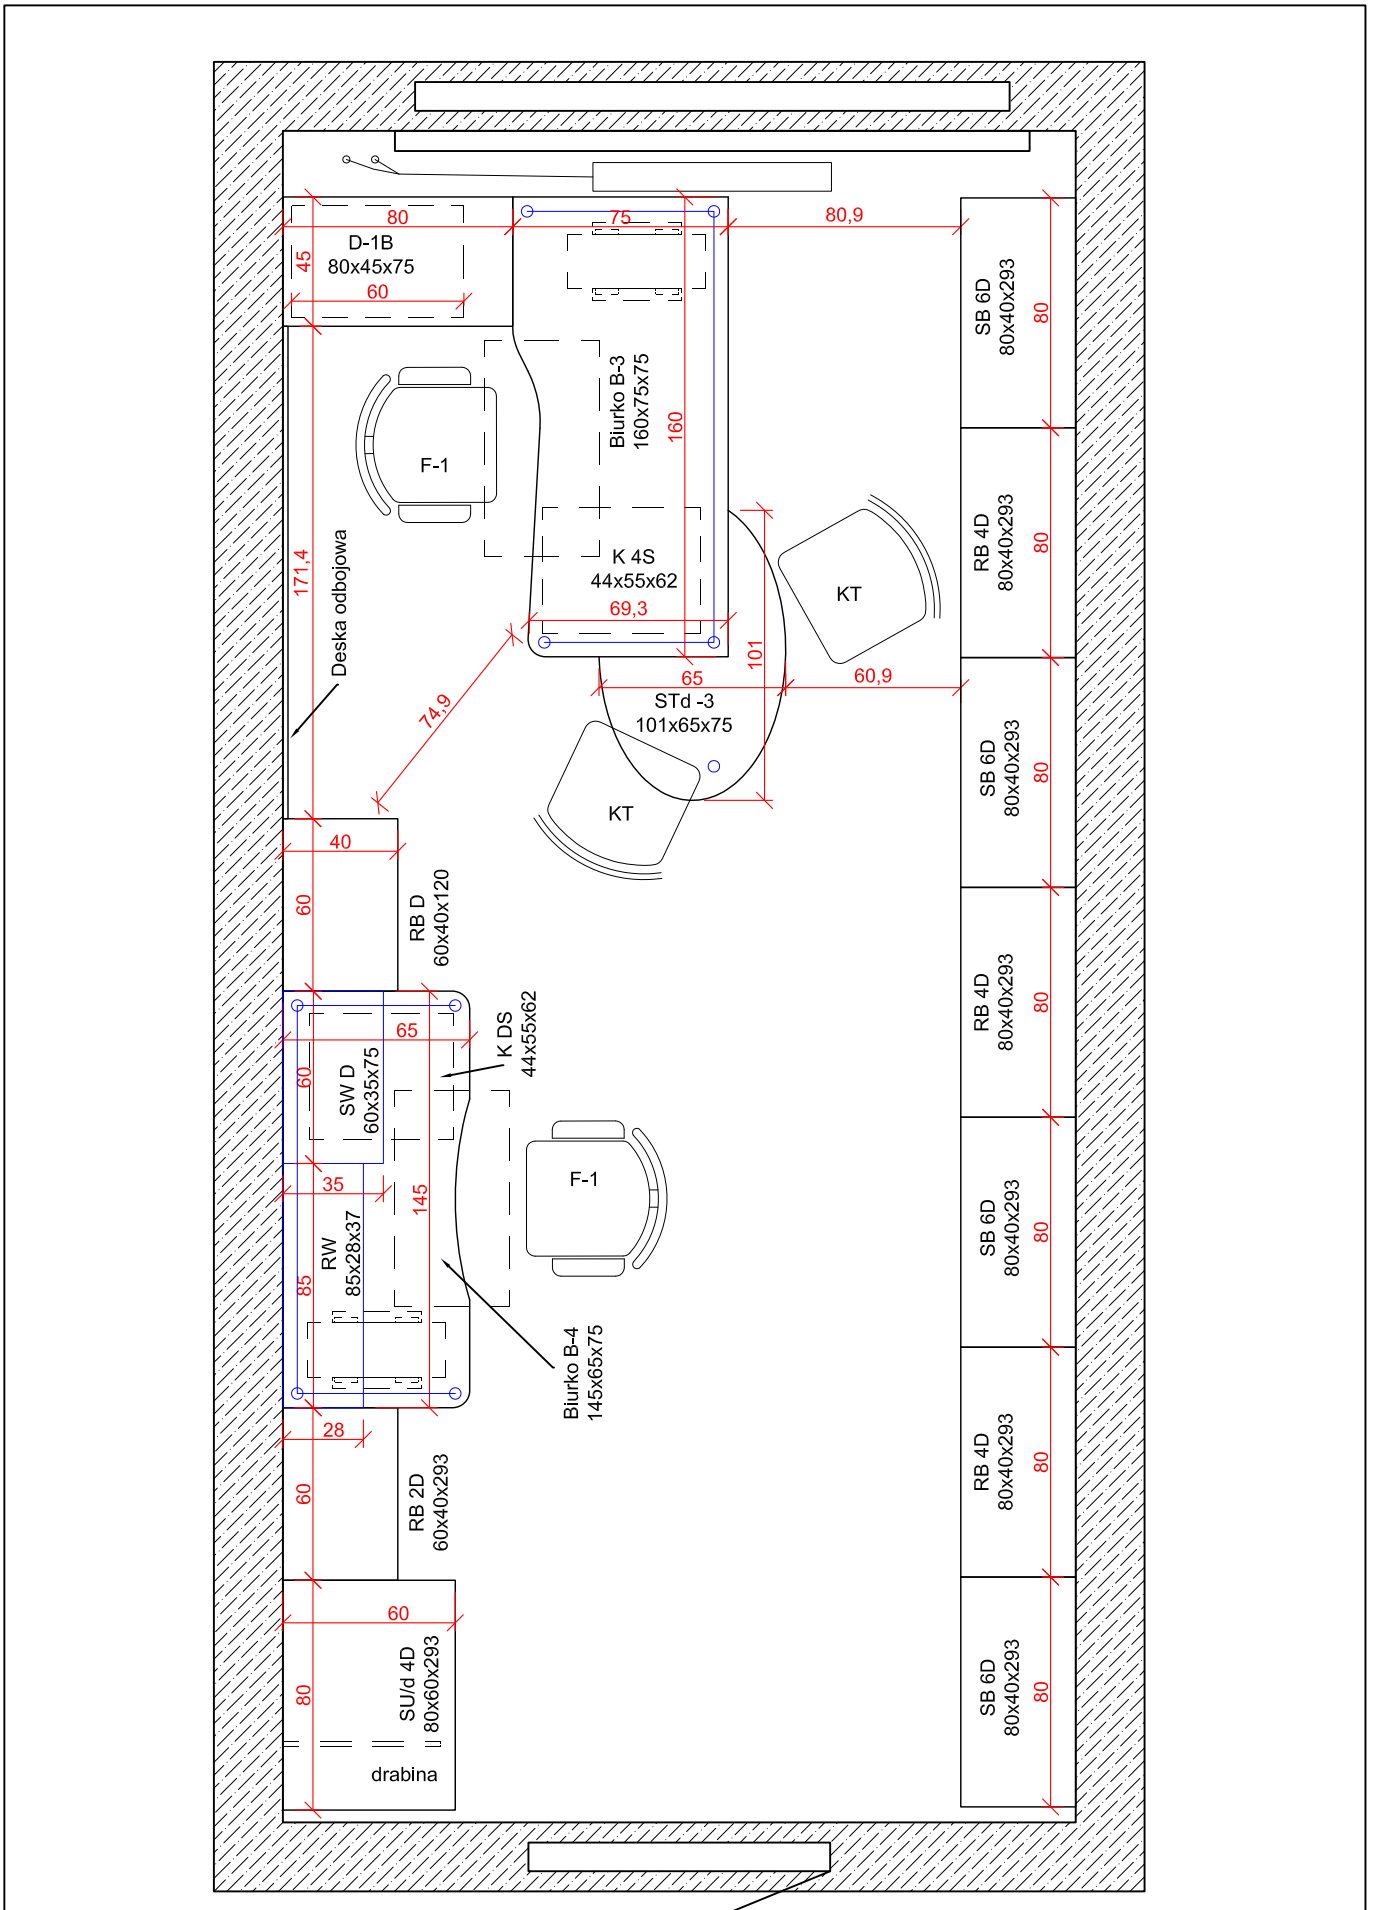 80
75
80,9
D-1B
80x45x75
45
60
SB 6D
80x40x293
80
Biurko B-3
160x75x75
160
F-1
RB 4D
80x40x293
80
171,4
Deska odbojowa
K 4S
44x55x62
69,3
KT
101
65
60,9
STd -3
101x65x75
74,9
SB 6D
80x40x293
80
KT
40
60
RB D
60x40x120
RB 4D
80x40x293
80
65
K DS
44x55x62
60
SW D
60x35x75
35
145
F-1
SB 6D
80x40x293
80
RW
85x28x37
85
Biurko B-4
145x65x75
28
60
RB 2D
60x40x293
RB 4D
80x40x293
80
60
SU/d 4D
80x60x293
80
SB 6D
80x40x293
80
drabina